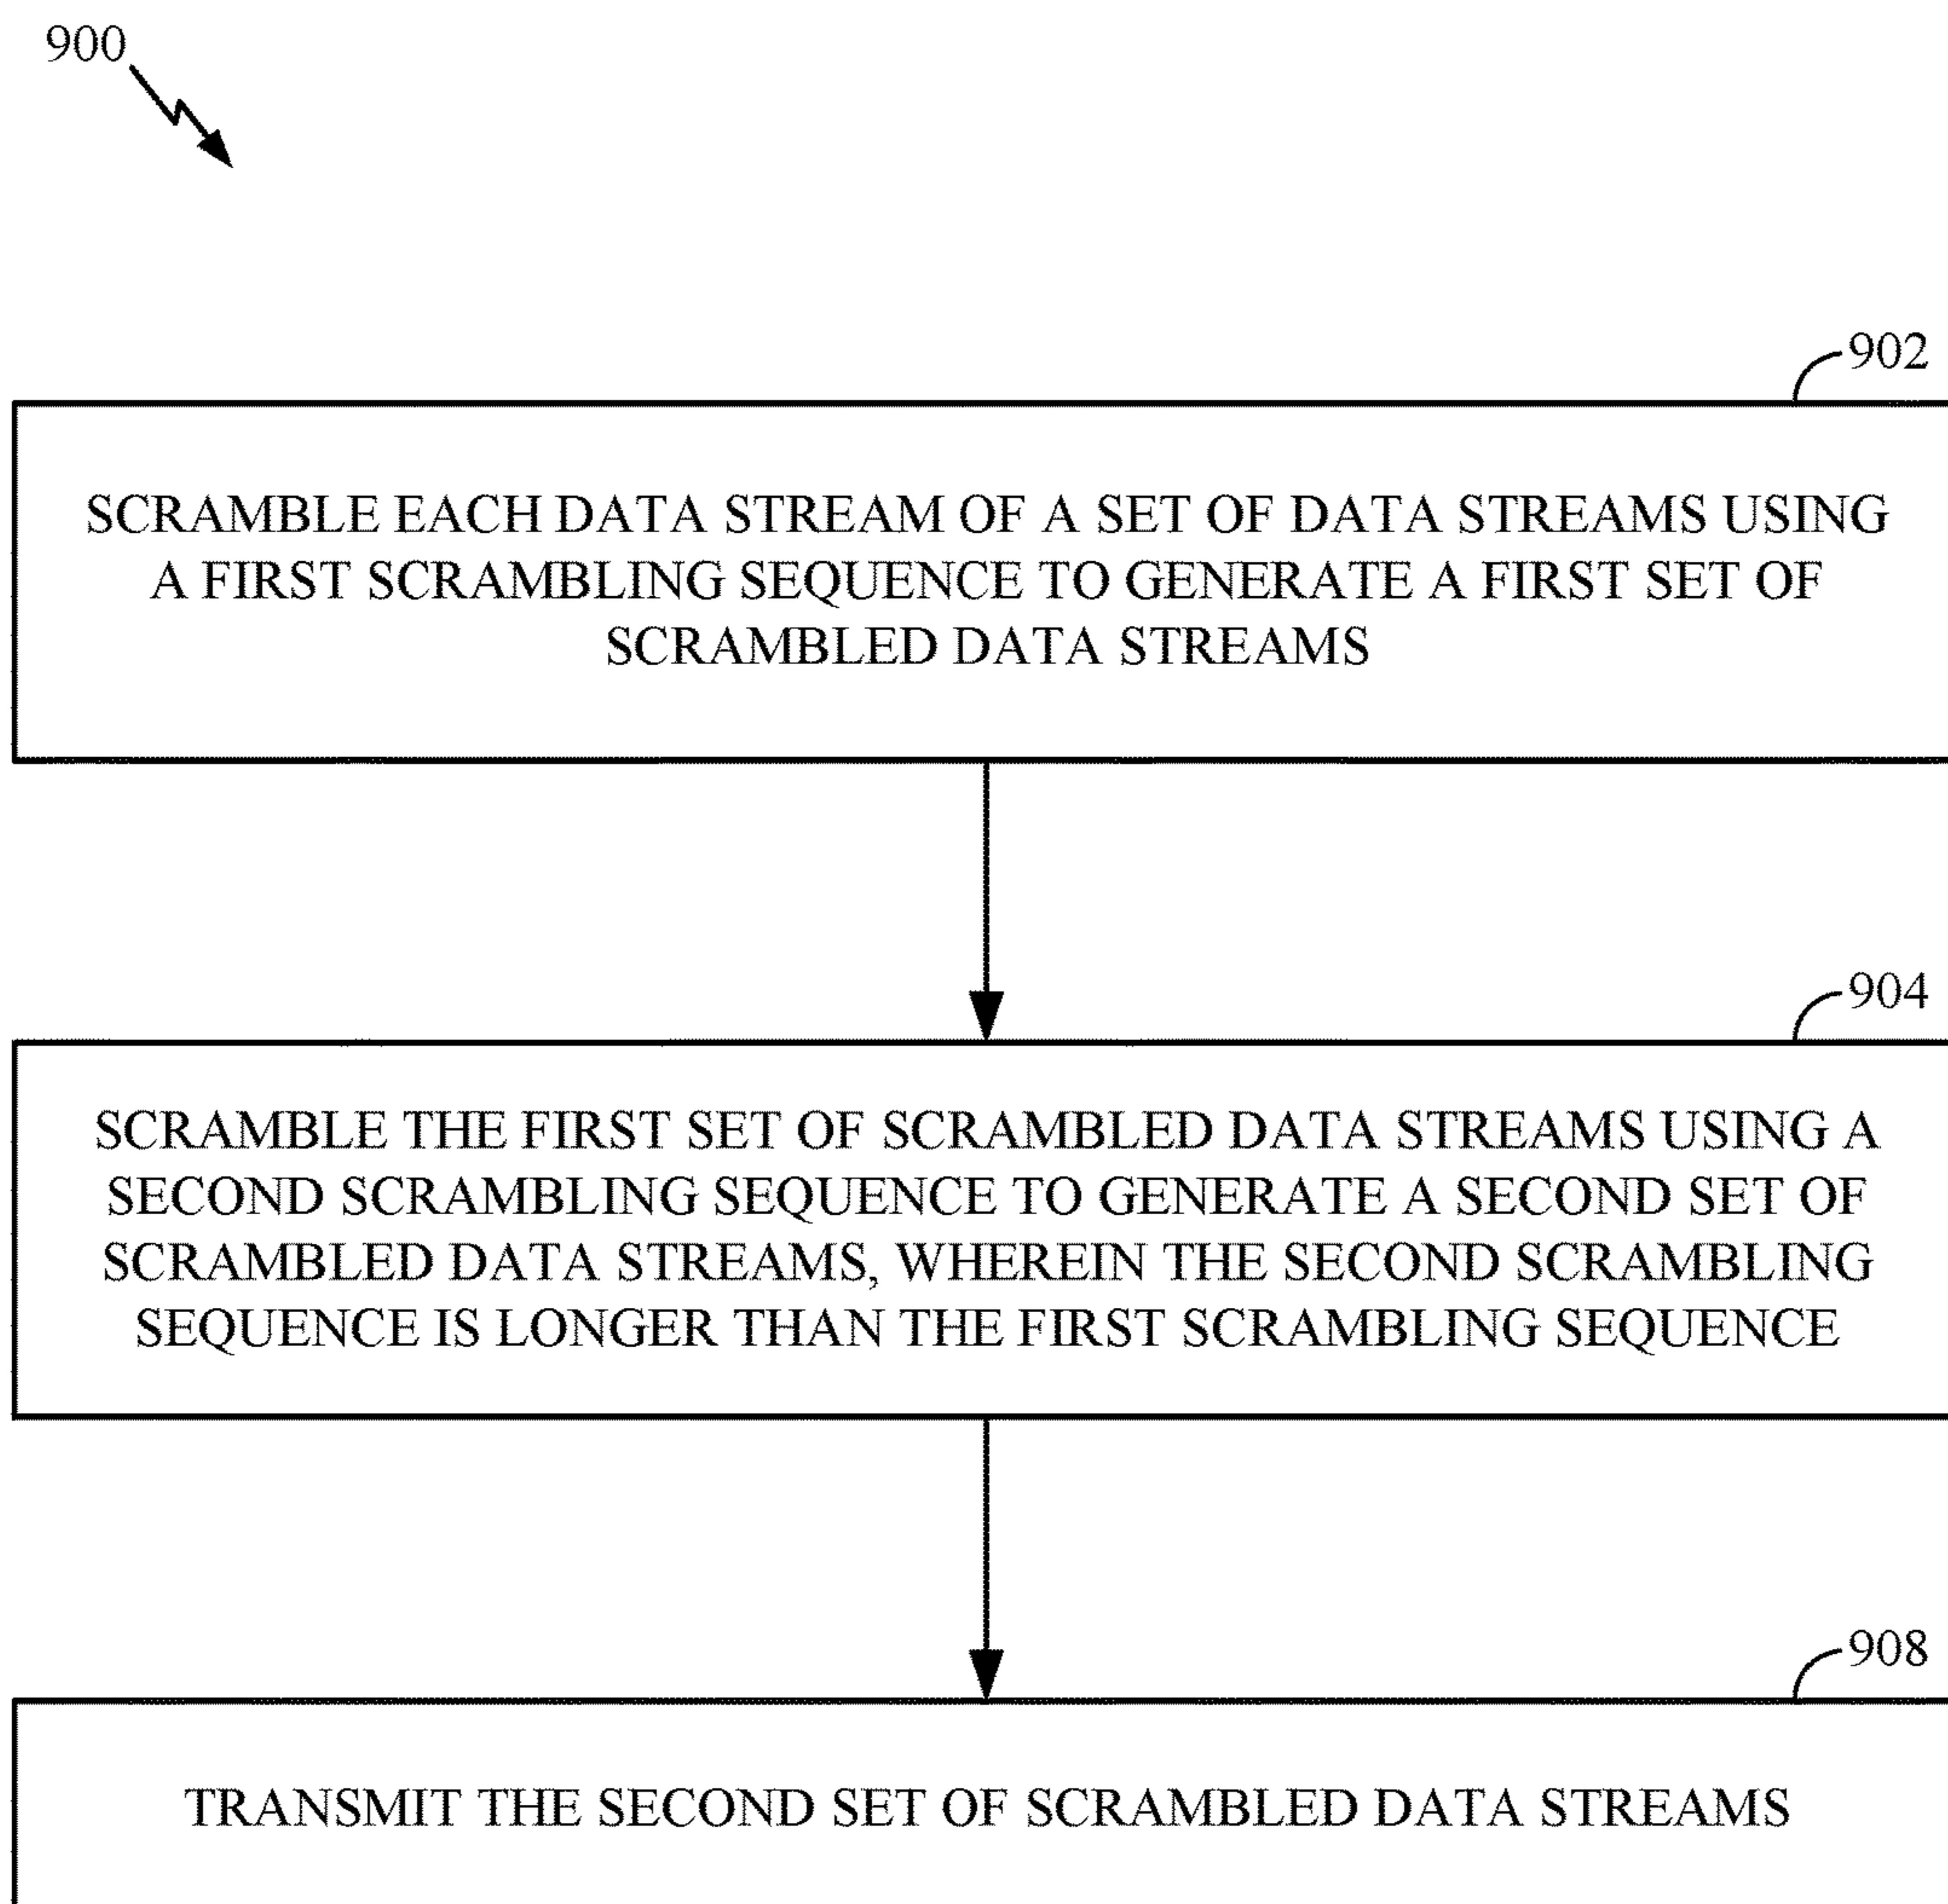 900
902
SCRAMBLE EACH DATA STREAM OF A SET OF DATA STREAMS USING
A FIRST SCRAMBLING SEQUENCE TO GENERATE A FIRST SET OF
SCRAMBLED DATA STREAMS
904
SCRAMBLE THE FIRST SET OF SCRAMBLED DATA STREAMS USING A
SECOND SCRAMBLING SEQUENCE TO GENERATE A SECOND SET OF
SCRAMBLED DATA STREAMS, WHEREIN THE SECOND SCRAMBLING
SEQUENCE IS LONGER THAN THE FIRST SCRAMBLING SEQUENCE
908
TRANSMIT THE SECOND SET OF SCRAMBLED DATA STREAMS